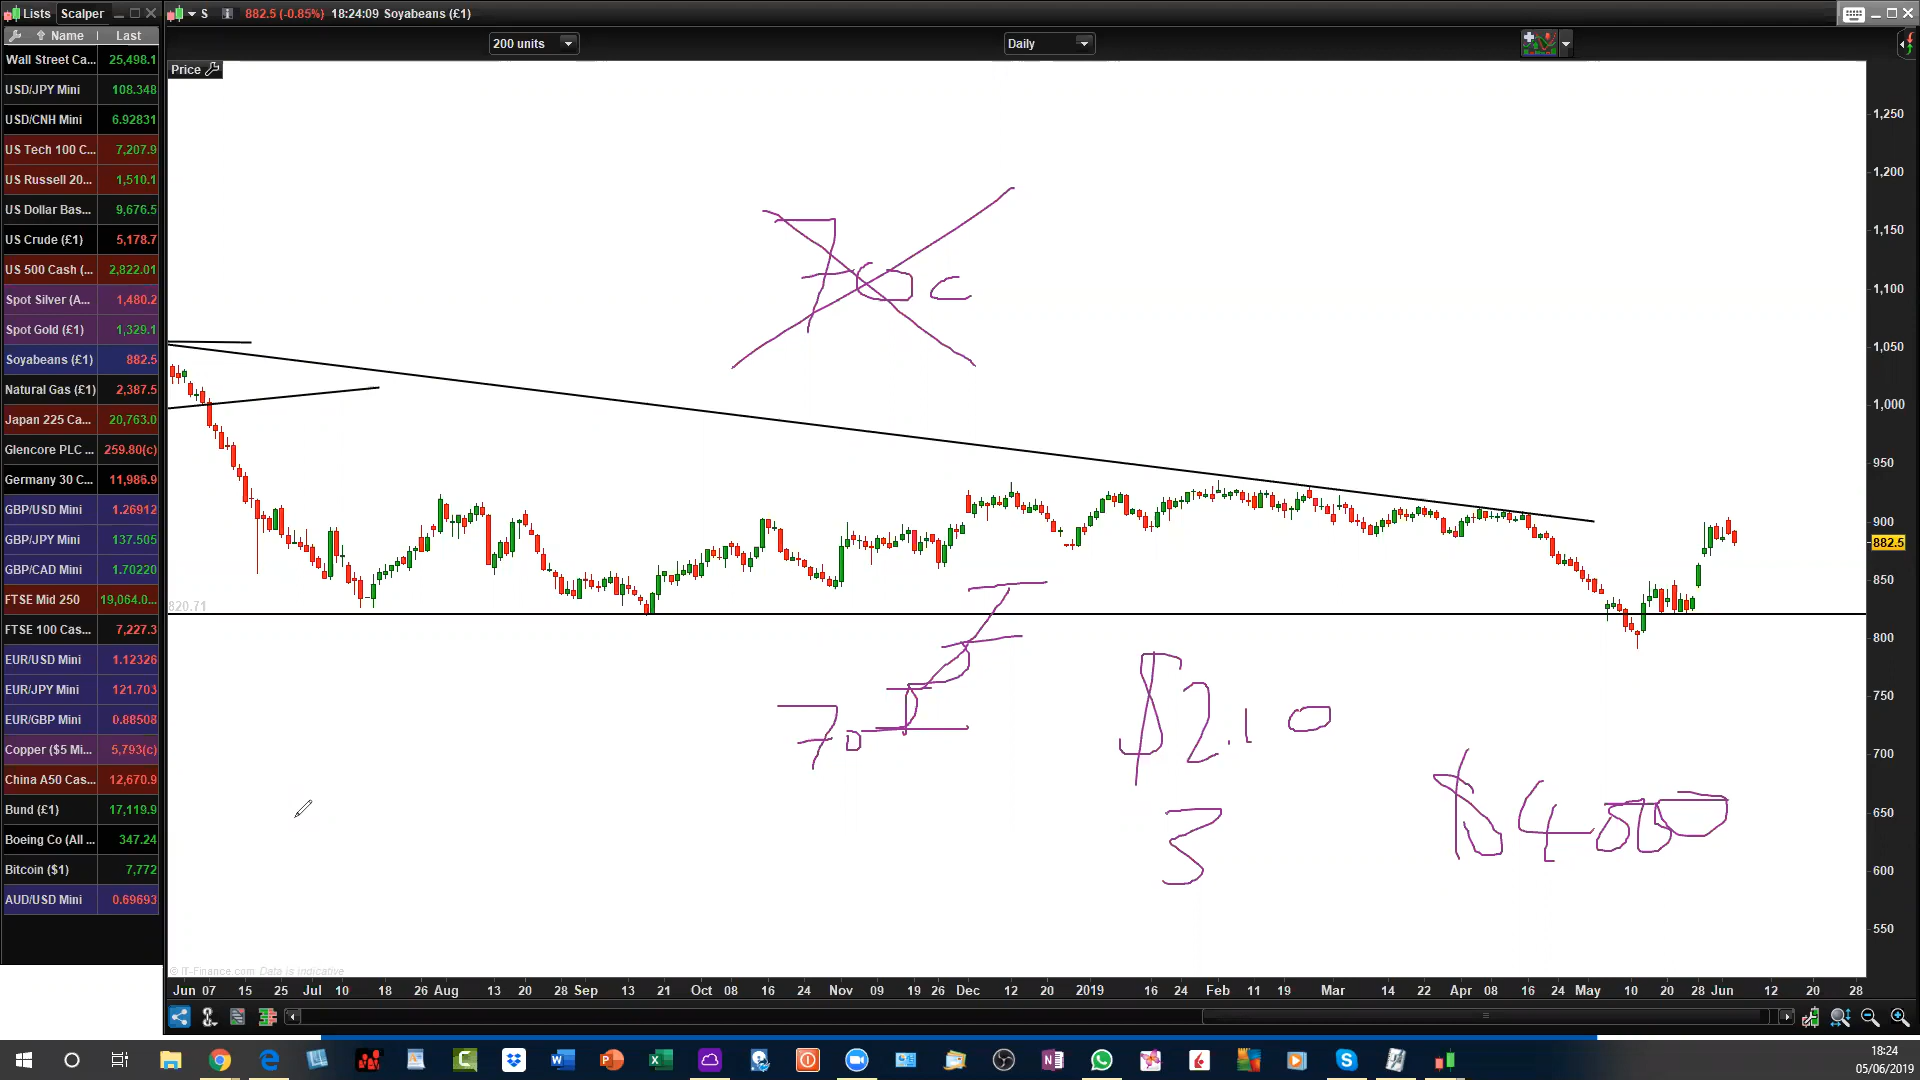 Lists Scalper S 882.5 (-0.85%) 18:24:09 Soyabeans (£1)
Name Last
200 units Daily
Price
Wall Street Ca... 25,498.1
USD/JPY Mini 108.348
USD/CNH Mini 6.92831
US Tech 100 C... 7,207.9
US Russell 20... 1,510.1
US Dollar Bas... 9,676.5
US Crude (£1) 5,178.7
US 500 Cash (... 2,822.01
Spot Silver (A... 1,480.2
Spot Gold (£1) 1,329.1
Soyabeans (£1) 882.5
Natural Gas (£1) 2,387.5
Japan 225 Ca... 20,763.0
Glencore PLC ... 259.80(c)
Germany 30 C... 11,986.9
GBP/USD Mini 1.26912
GBP/JPY Mini 137.505
GBP/CAD Mini 1.70220
FTSE Mid 250 19,064.0...
FTSE 100 Cas... 7,227.3
EUR/USD Mini 1.12326
EUR/JPY Mini 121.703
EUR/GBP Mini 0.88508
Copper ($5 Mi... 5,793(c)
China A50 Cas... 12,670.9
Bund (£1) 17,119.9
Boeing Co (All ... 347.24
Bitcoin ($1) 7,772
AUD/USD Mini 0.69693
70c
820.71
70
$2.10
3
1,250
1,200
1,150
1,100
1,050
1,000
950
900
882.5
850
800
750
700
650
600
550
© IT-Finance.com Data is indicative
Jun 07 15 25 Jul 10 18 26 Aug 13 20 28 Sep 13 21 Oct 08 16 24 Nov 09 19 26 Dec 12 20 2019 16 24 Feb 11 19 Mar 14 22 Apr 08 16 24 May 10 20 28 Jun 12 20 28
18:24
05/06/2019